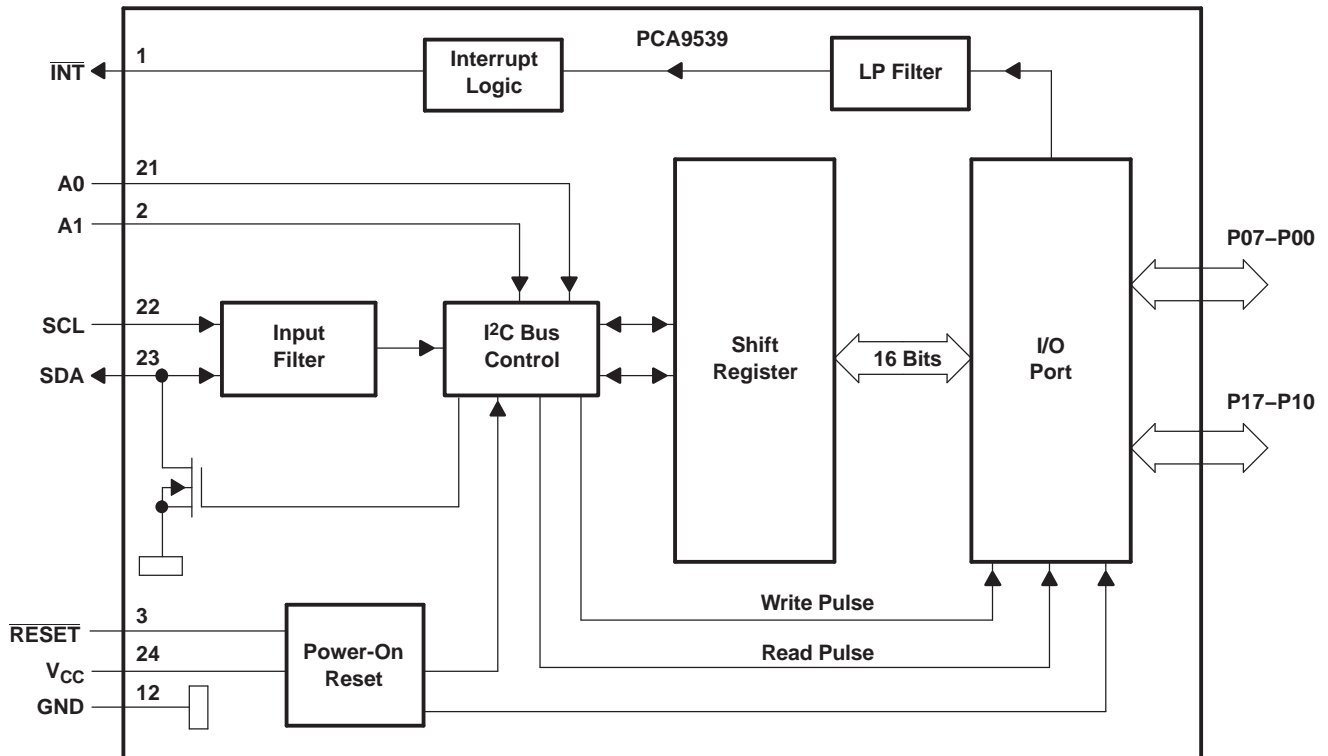 PCA9539
1
INT
Interrupt
Logic
LP Filter
21
A0
2
A1
P07–P00
22
SCL
Input
Filter
I2C Bus
Control
Shift
Register
16 Bits
I/O
Port
23
SDA
P17–P10
Write Pulse
3
RESET
Power-On
Reset
Read Pulse
24
VCC
12
GND